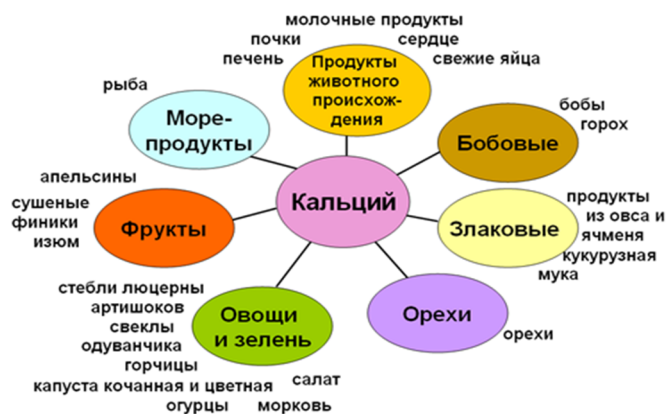 молочные продукты
почки
сердце
печень
свежие яйца
Продукты
животного
происхож-
дения
рыба
Море-
продукты
бобы
горох
Бобовые
апельсины
сушеные
финики
изюм
Фрукты
Кальций
Злаковые
продукты
из овса и
ячменя
кукурузная
мука
стебли люцерны
артишоков
свеклы
одуванчика
горчицы
капуста кочанная и цветная
салат
огурцы
морковь
Овощи
и зелень
Орехи
орехи